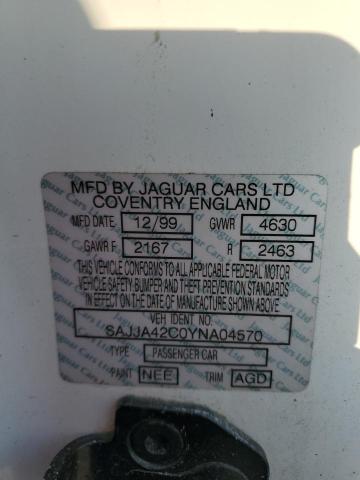 MFD BY JAGUAR CARS LTD
COVENTRY ENGLAND
MFD DATE 12/99 GVWR 4630
GAWR F 2167 R 2463
THIS VEHICLE CONFORMS TO ALL APPLICABLE FEDERAL MOTOR
VEHICLE SAFETY, BUMPER AND THEFT PREVENTION STANDARDS
IN EFFECT ON THE DATE OF MANUFACTURE SHOWN ABOVE.
VEH IDENT NO:
SAJJA42C0YNA04570
TYPE PASSENGER CAR
PAINT NEE TRIM AGD